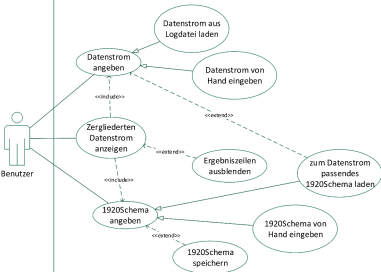 Datenstrom aus
Logdatei laden
Datenstrom
angeben
Datenstrom von
Hand eingeben
<<include>>
<<extend>>
Zergliederten
Datenstrom
anzeigen
<<extend>>
Ergebiszeilen
ausblenden
zum Datenstrom
passendes
1920Schema laden
Benutzer
<<include>>
1920Schema
angeben
1920Schema von
Hand eingeben
<<extend>>
1920Schema
speichern